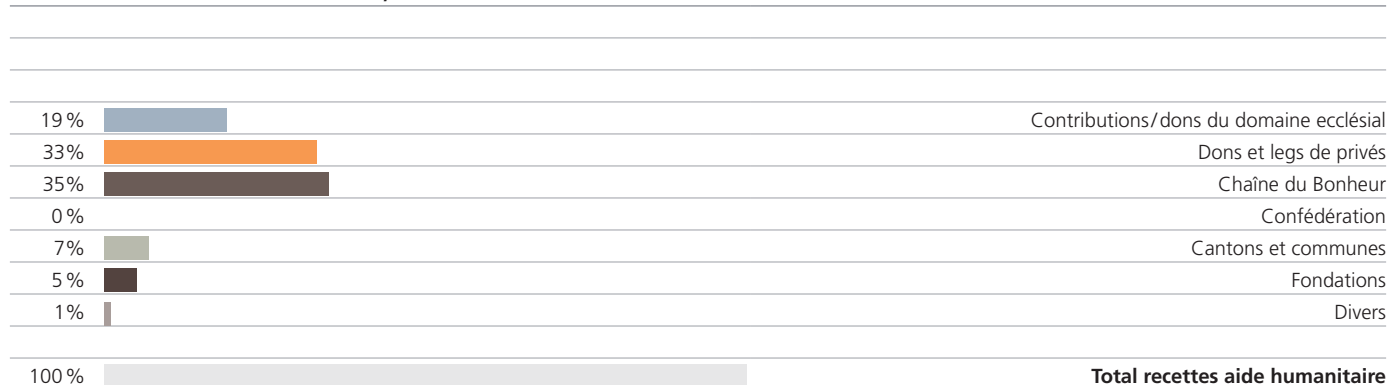 19 % Contributions/dons du domaine ecclésial
33% Dons et legs de privés
35% Chaîne du Bonheur
0 % Confédération
7% Cantons et communes
5 % Fondations
1% Divers
100 % Total recettes aide humanitaire